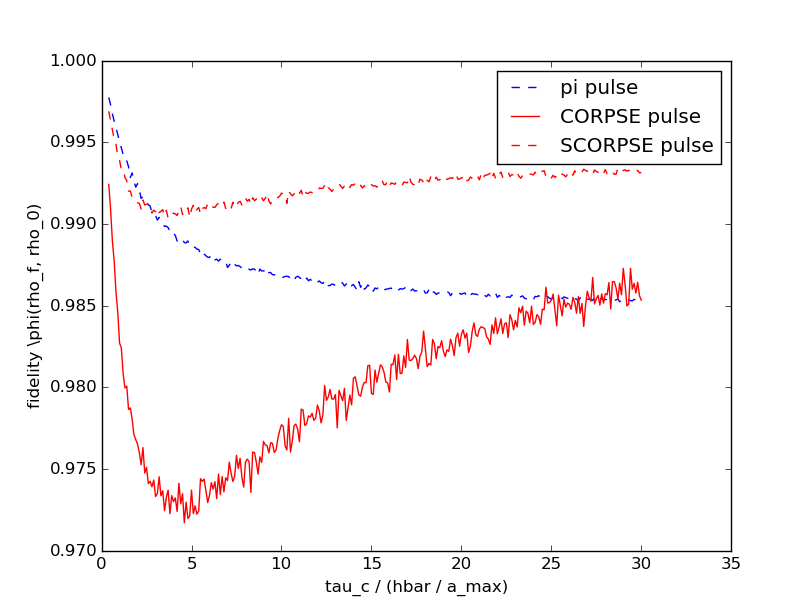 1.000
0.995
0.990
0.985
0.980
0.975
0.970
fidelity \phi(rho_f, rho_0)
pi pulse
CORPSE pulse
SCORPSE pulse
0 5 10 15 20 25 30 35
tau_c / (hbar / a_max)